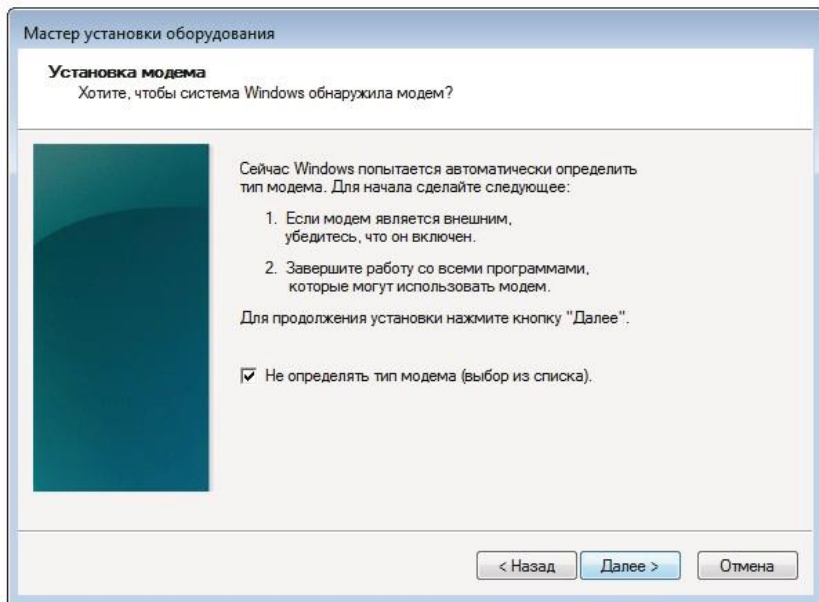 Мастер установки оборудования
Установка модема
Хотите, чтобы система Windows обнаружила модем?
Сейчас Windows попытается автоматически определить
тип модема. Для начала сделайте следующее:
1. Если модем является внешним,
убедитесь, что он включен.
2. Завершите работу со всеми программами,
которые могут использовать модем.
Для продолжения установки нажмите кнопку "Далее".
Не определять тип модема (выбор из списка).
< Назад Далее > Отмена